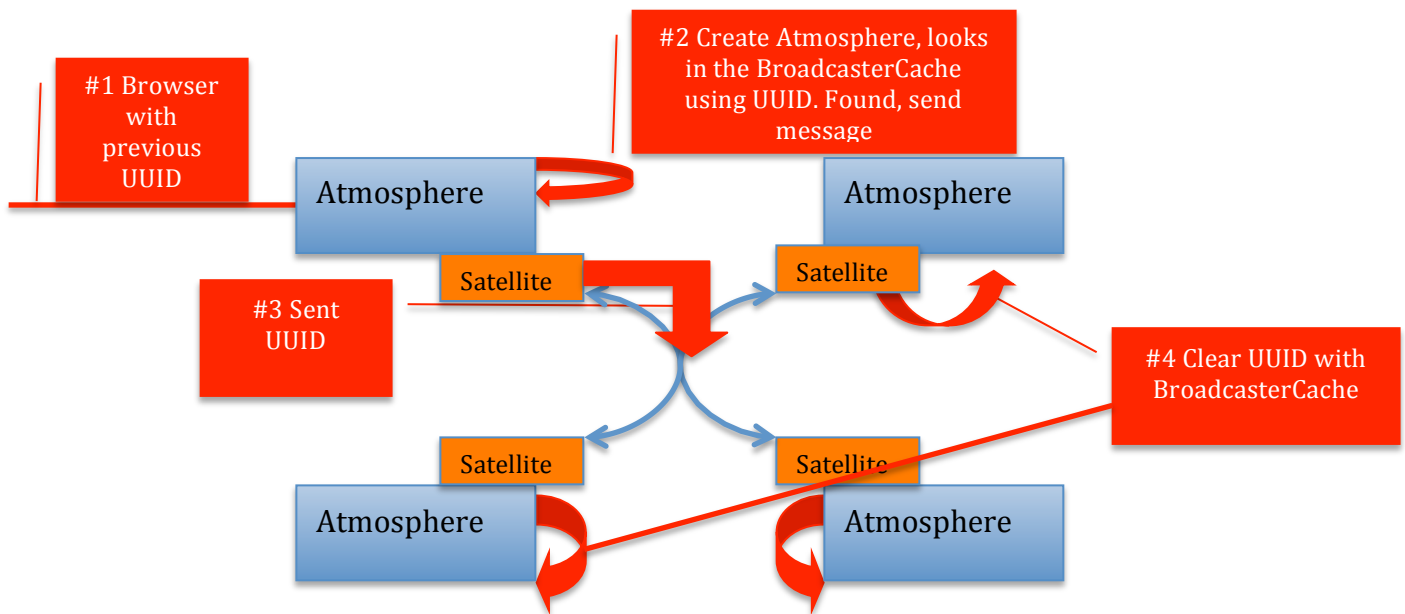 #2 Create Atmosphere, looks
in the BroadcasterCache
using UUID. Found, send
message
#1 Browser
with
previous
UUID
Atmosphere
Atmosphere
Satellite
Satellite
#3 Sent
UUID
#4 Clear UUID with
BroadcasterCache
Satellite
Satellite
Atmosphere
Atmosphere